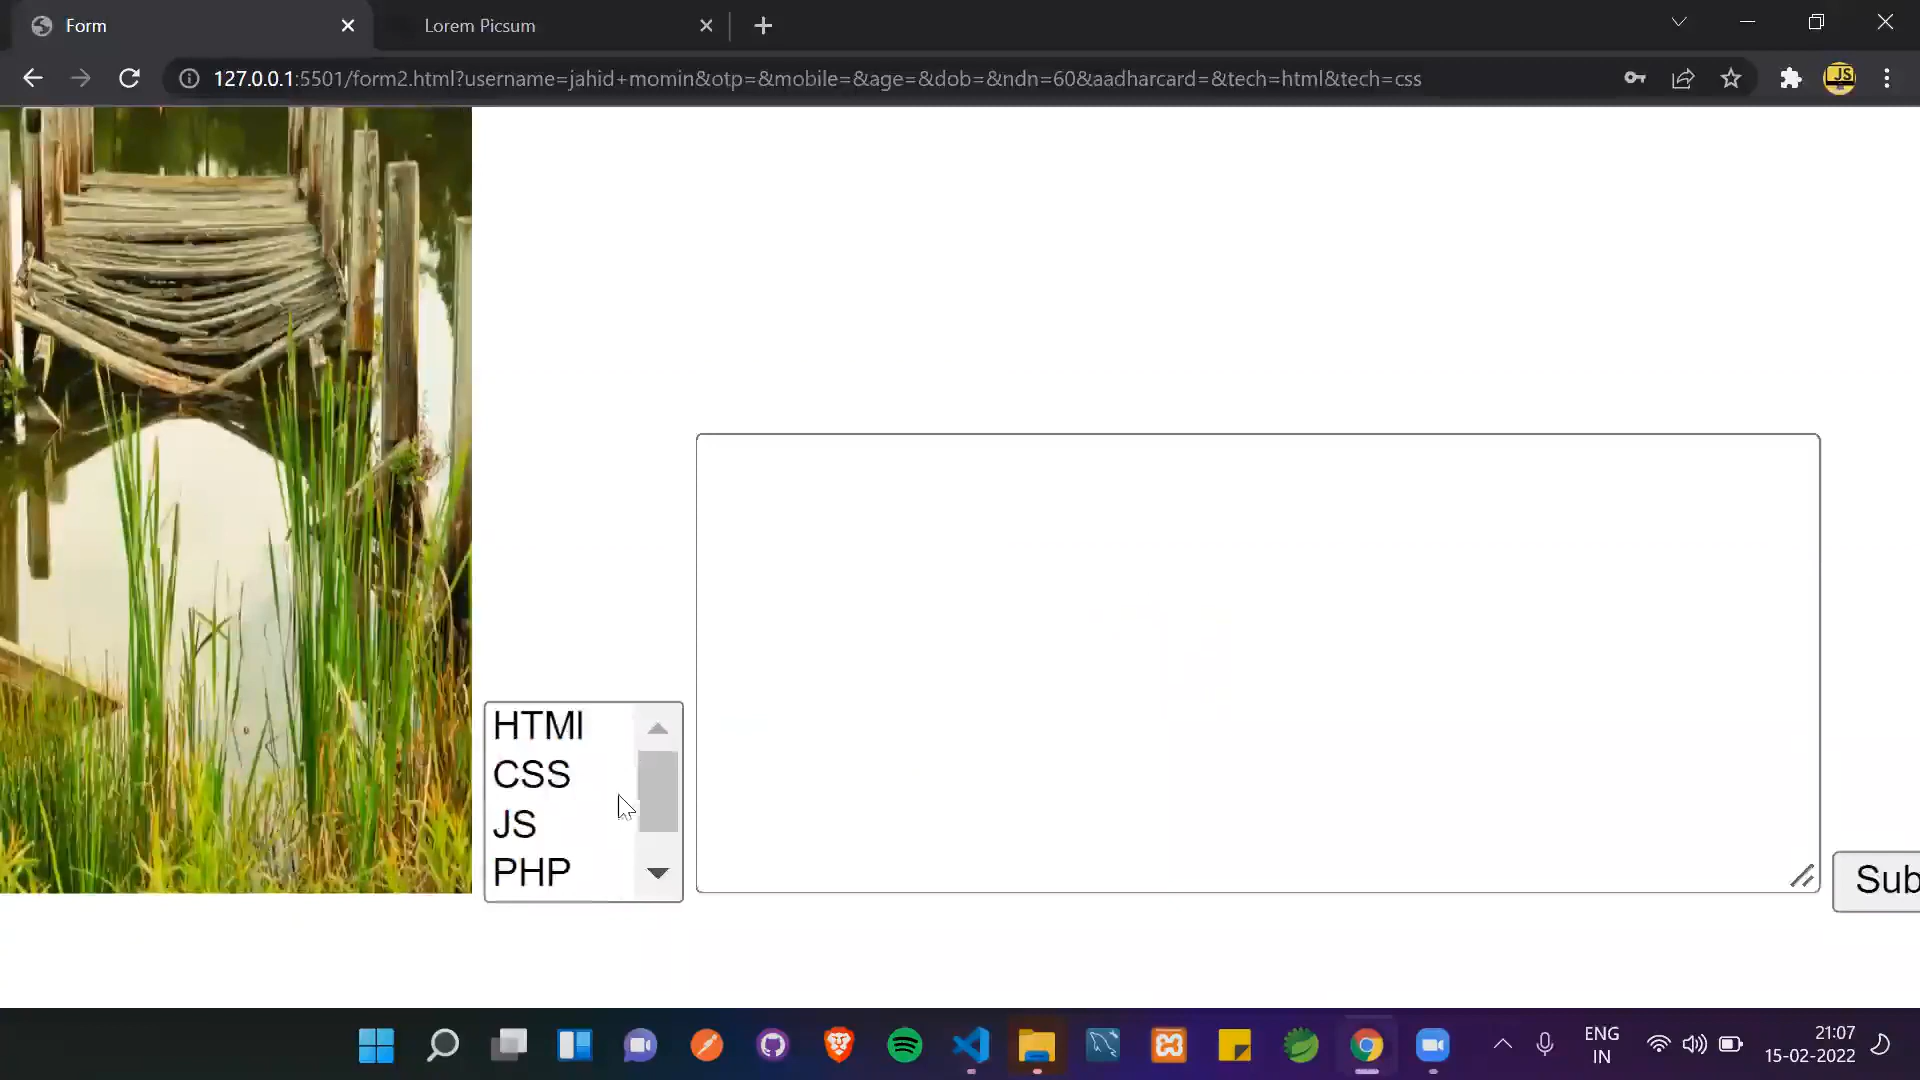 Form
Lorem Picsum
127.0.0.1:5501/form2.html?username=jahid+momin&otp=&mobile=&age=&dob=&ndn=60&aadharcard=&tech=html&tech=css
JS
HTMl
CSS
JS
PHP
Sub
ENG
IN
21:07
15-02-2022